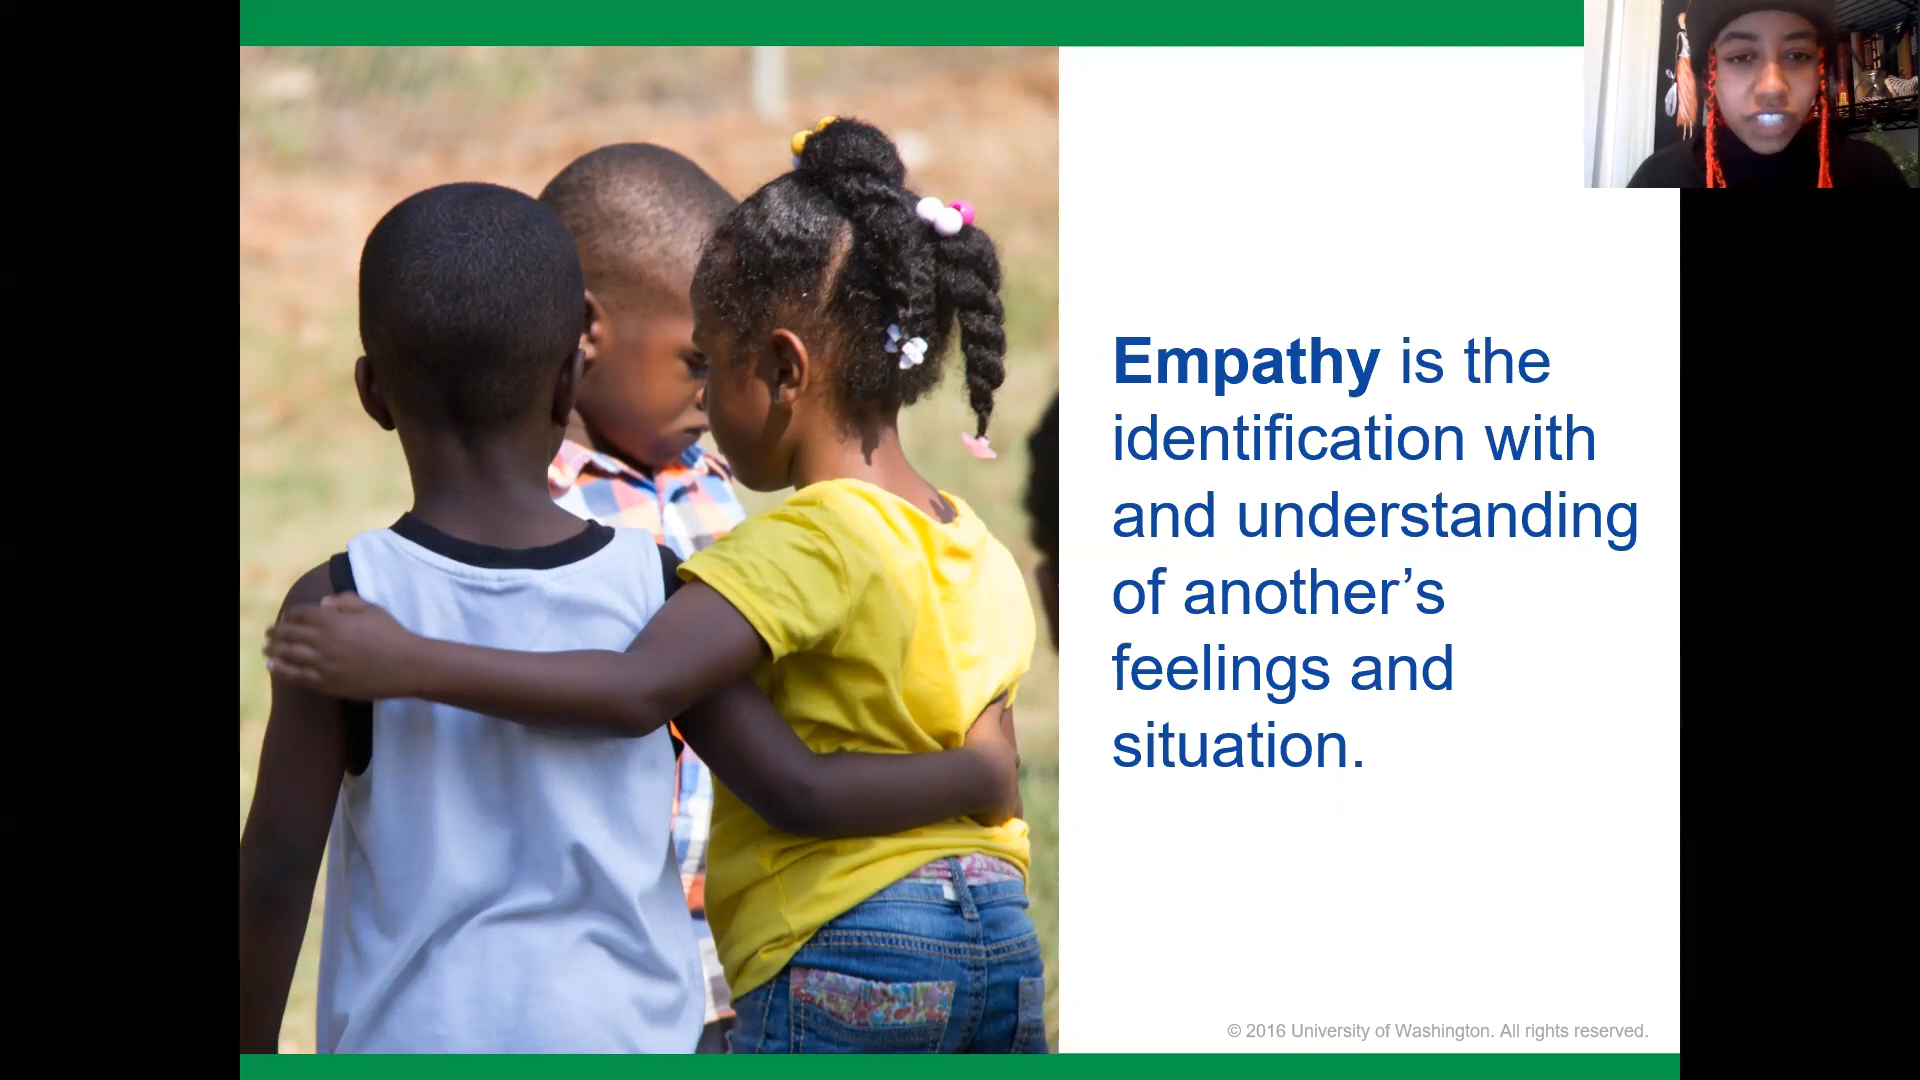 Empathy is the
identification with
and understanding
of another’s
feelings and
situation.
© 2016 University of Washington. All rights reserved.